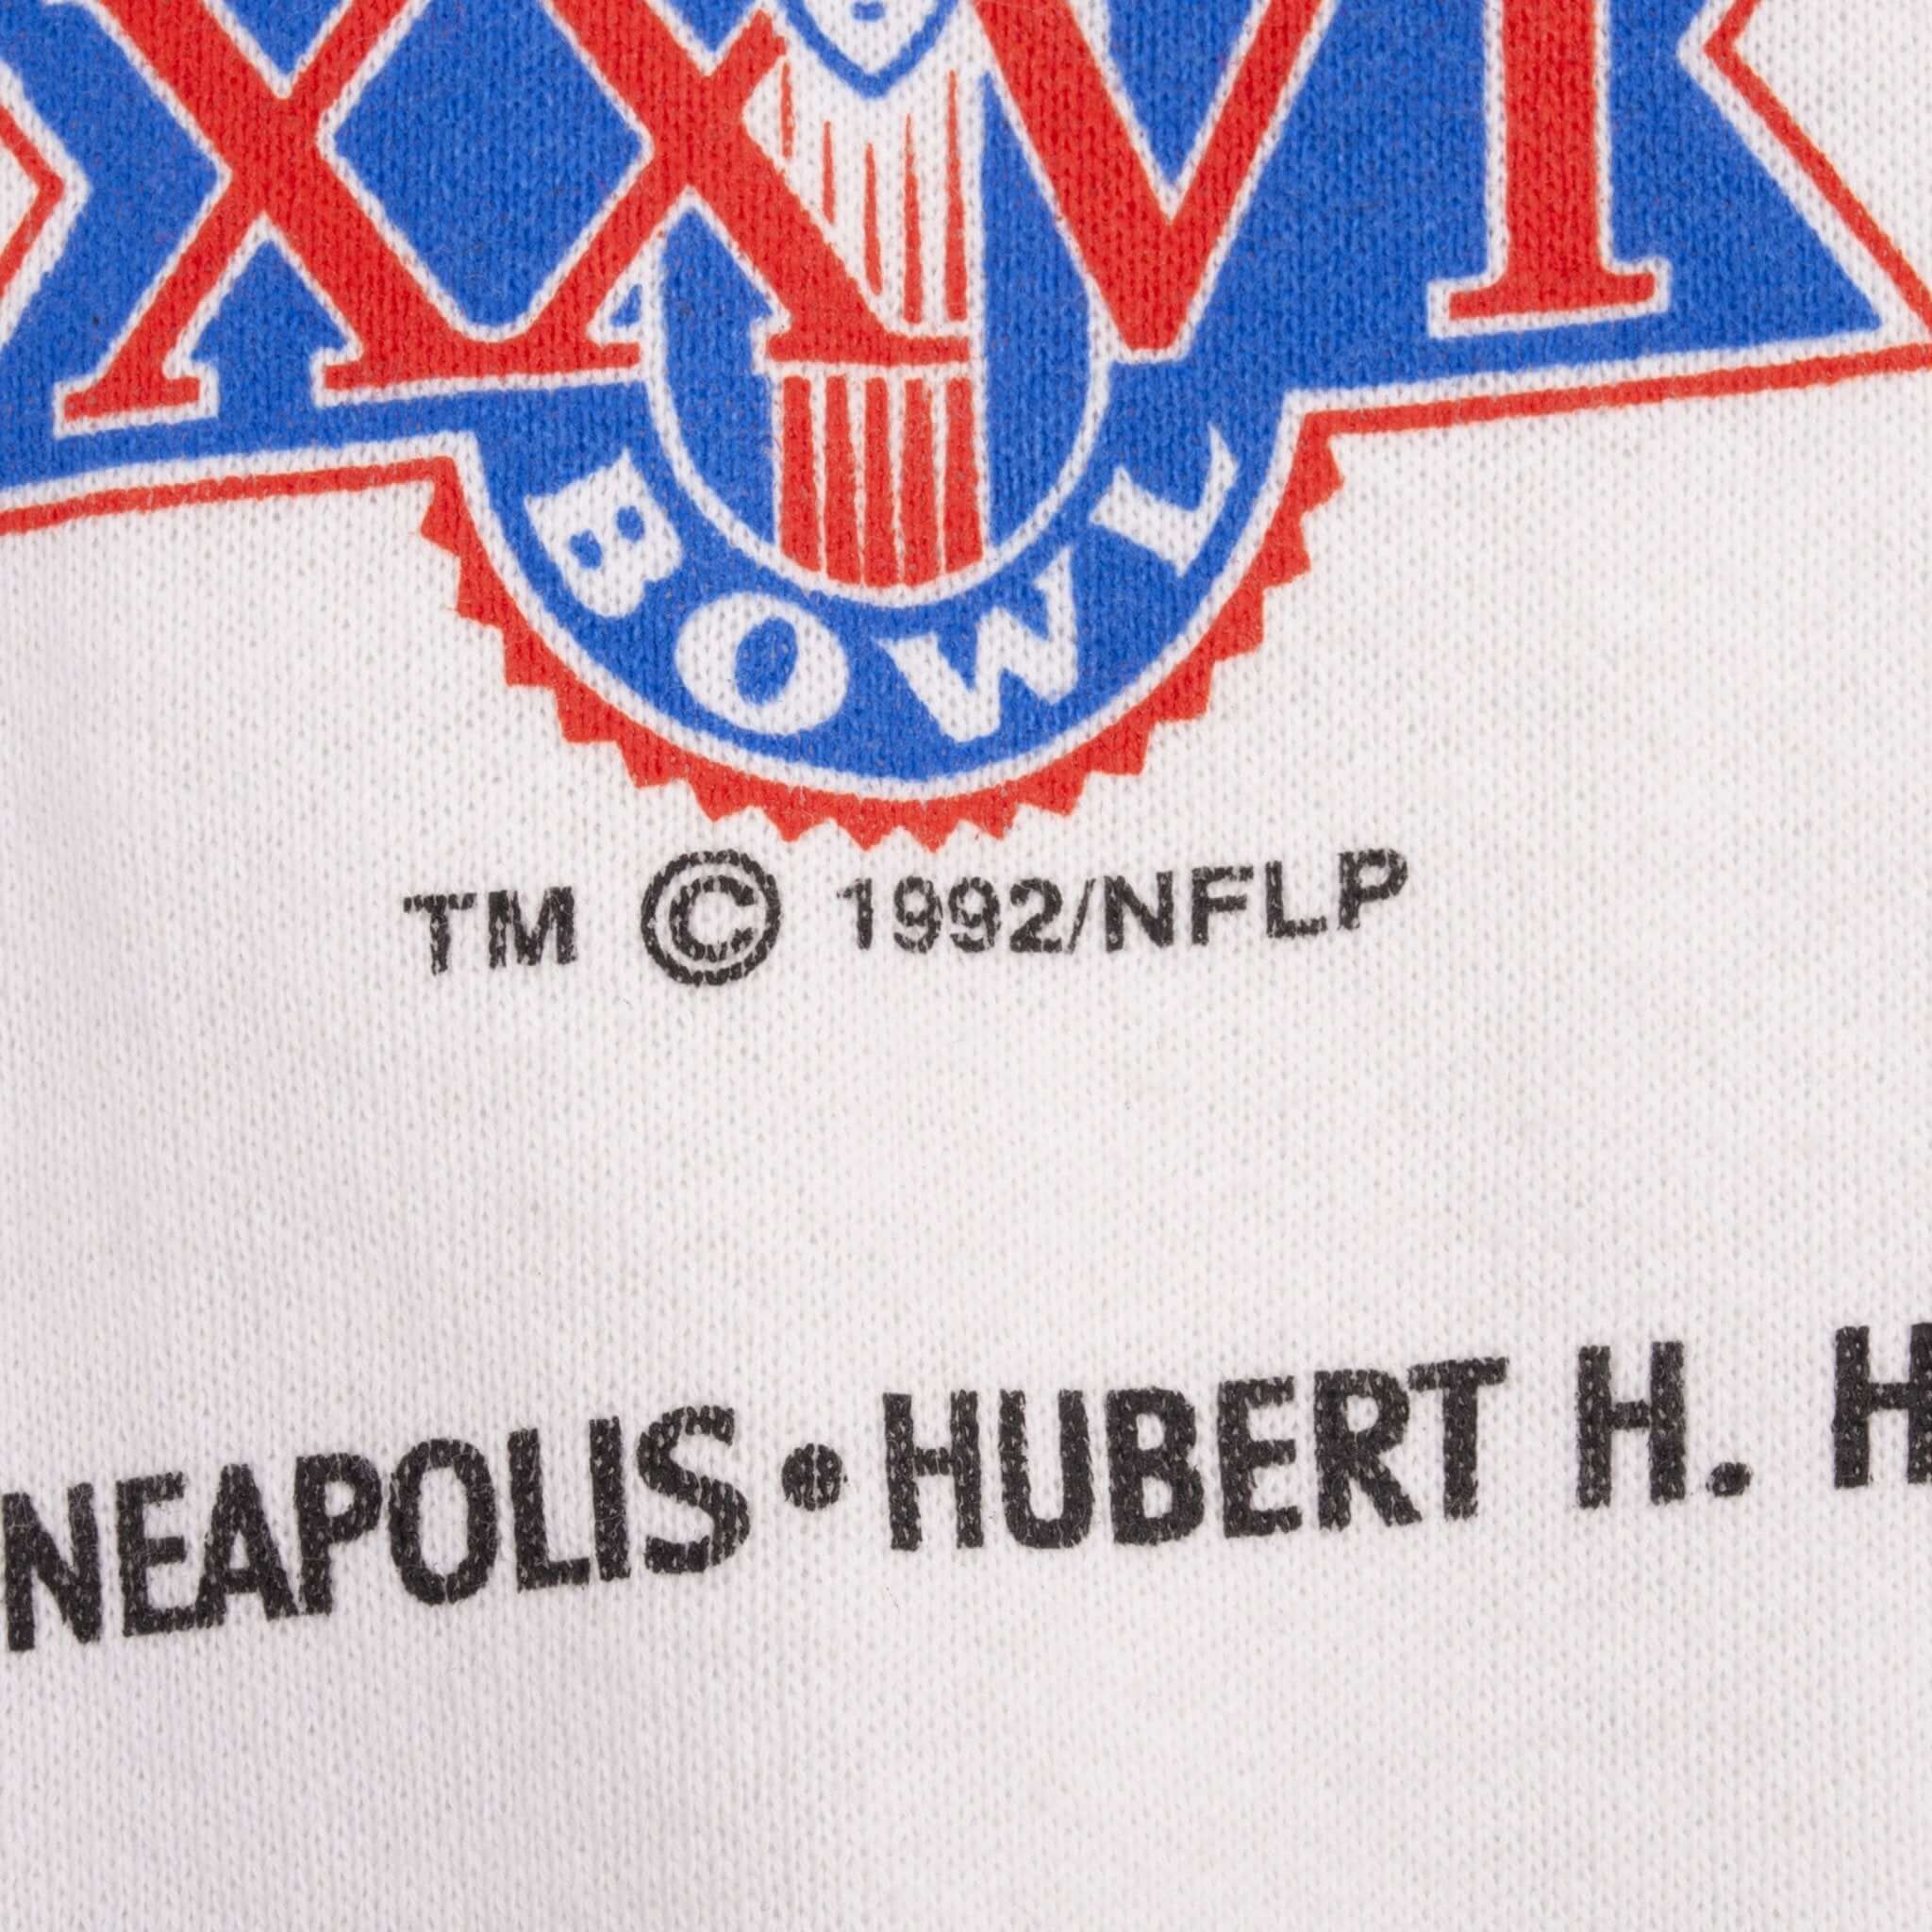 XXVI
BOWL
TM © 1992/NFLP
NEAPOLIS • HUBERT H. H